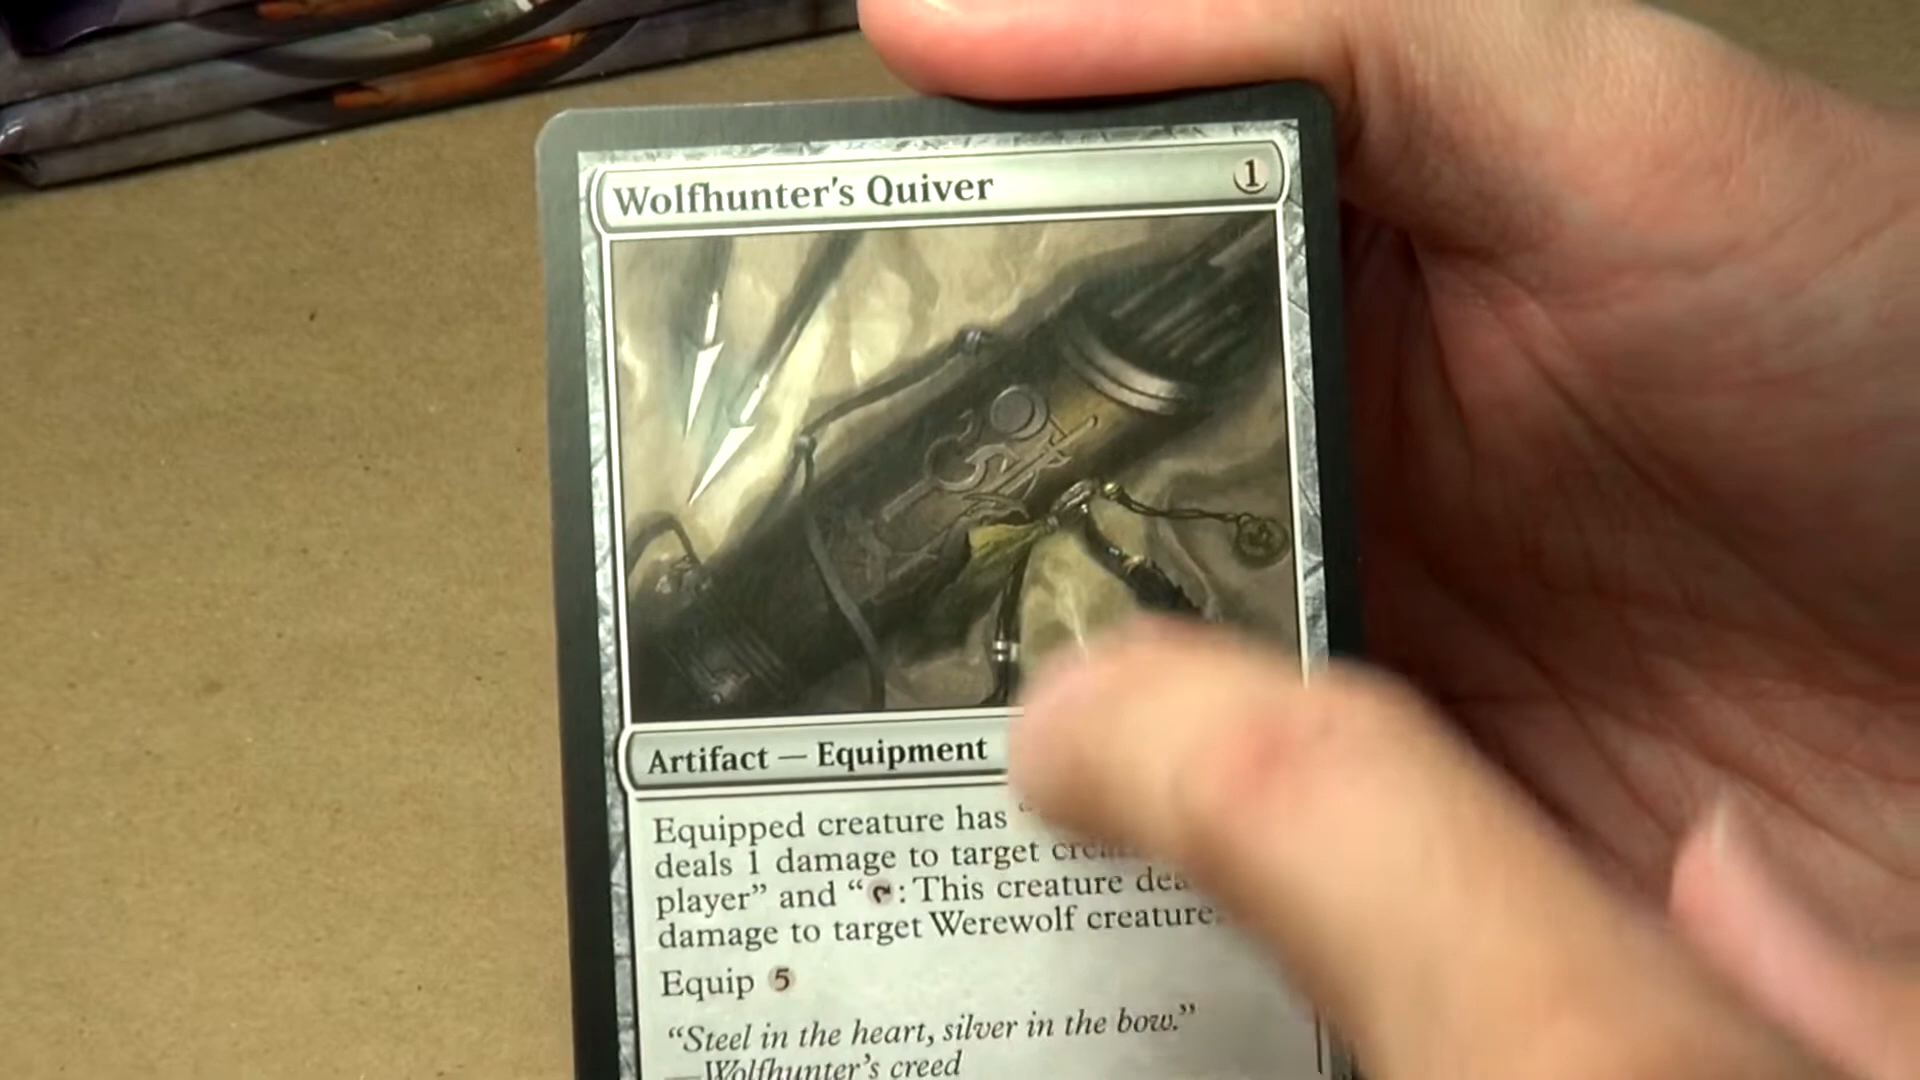 Wolfhunter's Quiver 1
Artifact — Equipment
Equipped creature has “
deals 1 damage to target
player” and “ : This creature
damage to target Werewolf creature.
Equip 5
“Steel in the heart, silver in the bow.”
—Wolfhunter's creed